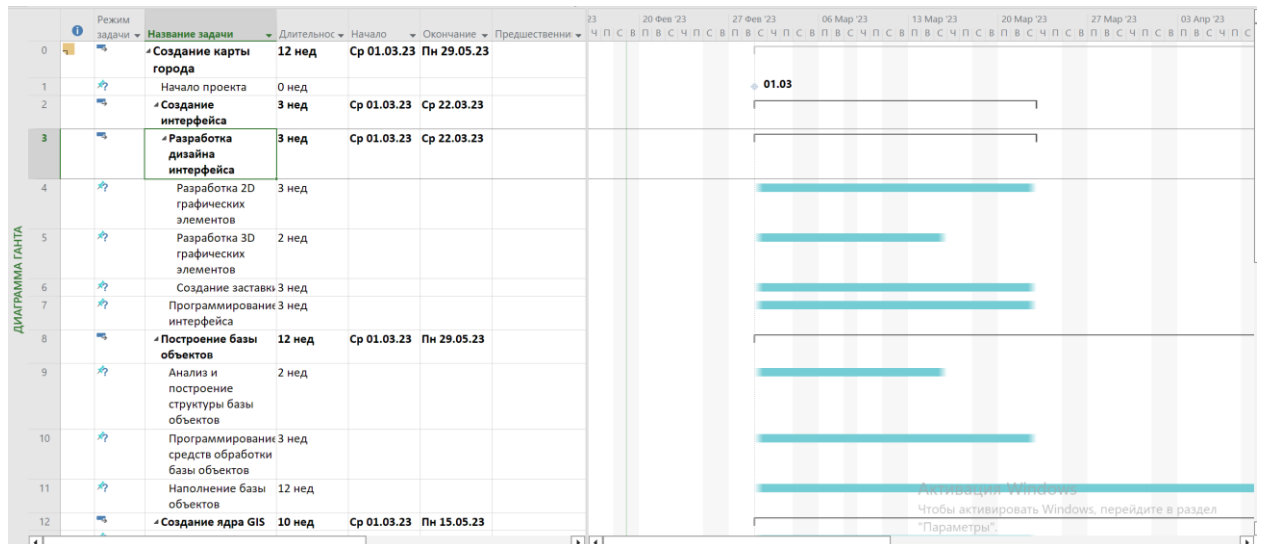 23 20 Фев '23 27 Фев '23 06 Мар '23 13 Мар '23 20 Мар '23 27 Мар '23 03 Апр '23
Режим
задачи Название задачи Длительнос Начало Окончание Предшественни
Ч П С В П В С Ч П С В П В С Ч П С В П В С Ч П С В П В С Ч П С В П В С Ч П С В П В С Ч П С В П В С Ч П С
ДИАГРАММА ГАНТА
0 Создание карты 12 нед Ср 01.03.23 Пн 29.05.23
города
1 Начало проекта 0 нед 01.03
2 Создание 3 нед Ср 01.03.23 Ср 22.03.23
интерфейса
3 Разработка 3 нед Ср 01.03.23 Ср 22.03.23
дизайна
интерфейса
4 Разработка 2D 3 нед
графических
элементов
5 Разработка 3D 2 нед
графических
элементов
6 Создание заставки 3 нед
7 Программирование 3 нед
интерфейса
8 Построение базы 12 нед Ср 01.03.23 Пн 29.05.23
объектов
9 Анализ и 2 нед
построение
структуры базы
объектов
10 Программирование 3 нед
средств обработки
базы объектов
11 Наполнение базы 12 нед
объектов
12 Создание ядра GIS 10 нед Ср 01.03.23 Пн 15.05.23
Активация Windows
Чтобы активировать Windows, перейдите в раздел
"Параметры".